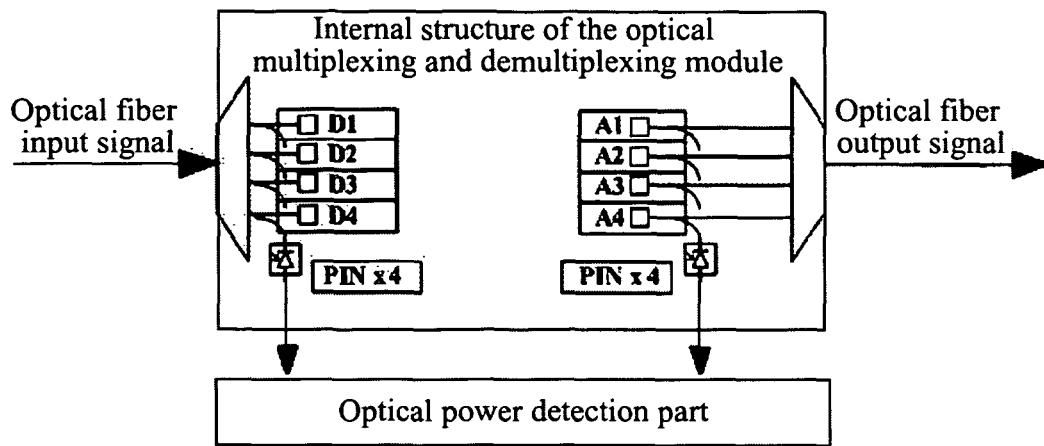 Internal structure of the optical
multiplexing and demultiplexing module
Optical fiber
input signal
D1
D2
D3
D4
PIN x 4
A1
A2
A3
A4
PIN x 4
Optical fiber
output signal
Optical power detection part